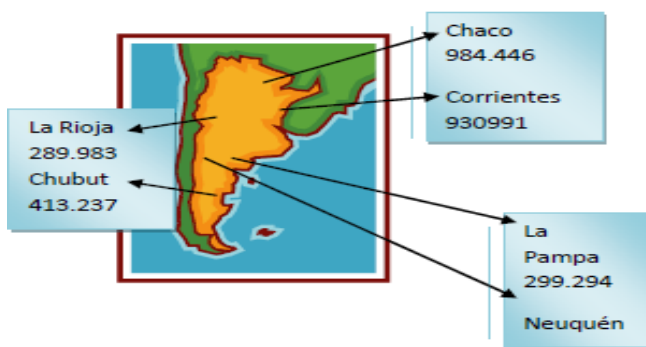 Chaco
984.446
Corrientes
930991
La Rioja
289.983
Chubut
413.237
La
Pampa
299.294
Neuquén